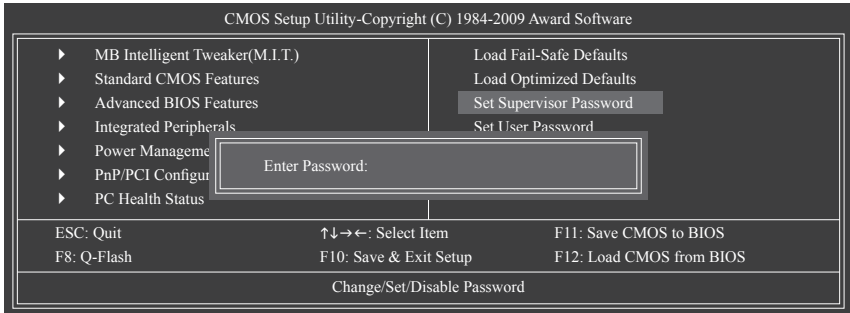 CMOS Setup Utility-Copyright (C) 1984-2009 Award Software
MB Intelligent Tweaker(M.I.T.)
Standard CMOS Features
Advanced BIOS Features
Integrated Peripherals
Power Manageme
PnP/PCI Configur
PC Health Status
Load Fail-Safe Defaults
Load Optimized Defaults
Set Supervisor Password
Set User Password
Enter Password:
ESC: Quit ↑↓→←: Select Item F11: Save CMOS to BIOS
F8: Q-Flash F10: Save & Exit Setup F12: Load CMOS from BIOS
Change/Set/Disable Password